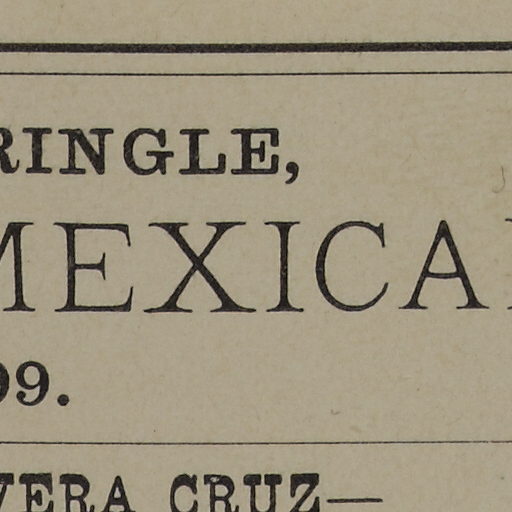 RINGLE,
MEXICA
99.
VERA CRUZ—